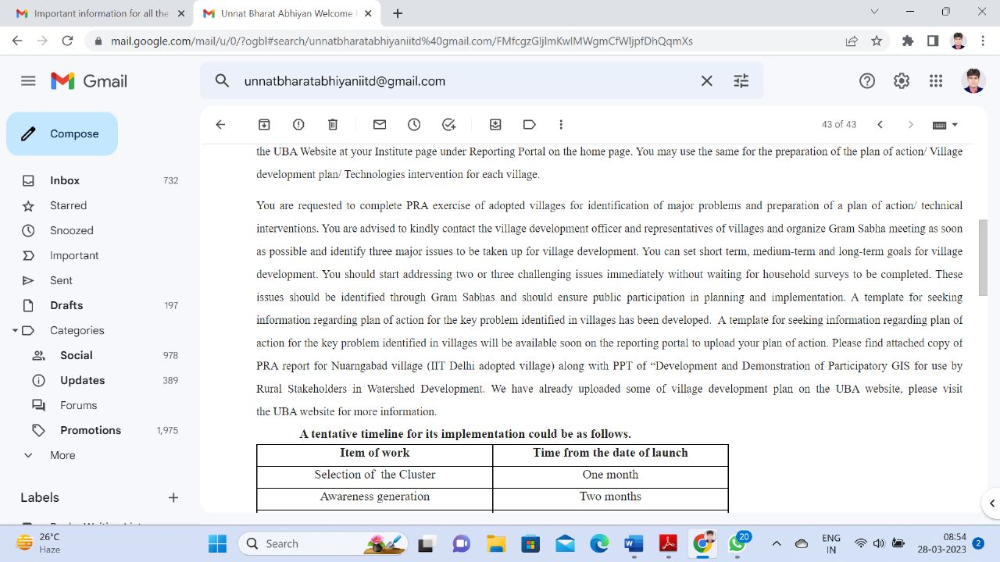 Important information for all the
Unnat Bharat Abhiyan Welcome
mail.google.com/mail/u/0/?ogbl#search/unnatbharatabhiyaniitd%40gmail.com/FMfcgzGljlmKwlMWgmCfWljpfDhQqmXs
Gmail
unnatbharatabhiyaniitd@gmail.com
Compose
43 of 43
Inbox 732
Starred
Snoozed
Important
Sent
Drafts 197
Categories
Social 978
Updates 389
Forums
Promotions 1,975
More
Labels
the UBA Website at your Institute page under Reporting Portal on the home page. You may use the same for the preparation of the plan of action/ Village
development plan/ Technologies intervention for each village.
You are requested to complete PRA exercise of adopted villages for identification of major problems and preparation of a plan of action/ technical
interventions. You are advised to kindly contact the village development officer and representatives of villages and organize Gram Sabha meeting as soon
as possible and identify three major issues to be taken up for village development. You can set short term, medium-term and long-term goals for village
development. You should start addressing two or three challenging issues immediately without waiting for household surveys to be completed. These
issues should be identified through Gram Sabhas and should ensure public participation in planning and implementation. A template for seeking
information regarding plan of action for the key problem identified in villages has been developed. A template for seeking information regarding plan of
action for the key problem identified in villages will be available soon on the reporting portal to upload your plan of action. Please find attached copy of
PRA report for Nuarngabad village (IIT Delhi adopted village) along with PPT of “Development and Demonstration of Participatory GIS for use by
Rural Stakeholders in Watershed Development. We have already uploaded some of village development plan on the UBA website, please visit
the UBA website for more information.
A tentative timeline for its implementation could be as follows.
Item of work Time from the date of launch
Selection of the Cluster One month
Awareness generation Two months
26°C
Haze
Search
20
ENG
IN
08:54
28-03-2023
2